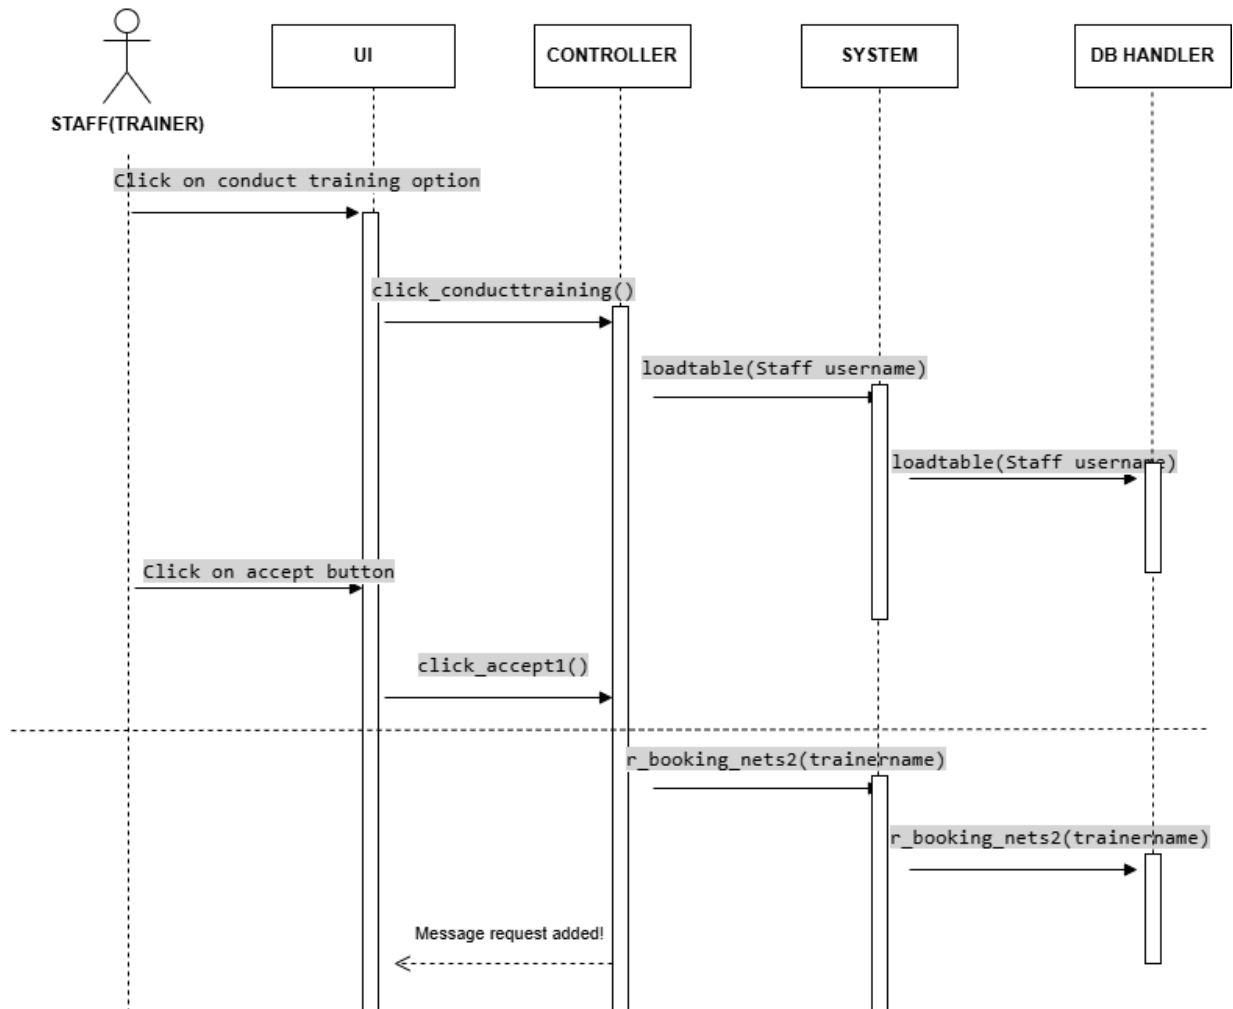 UI
CONTROLLER
SYSTEM
DB HANDLER
STAFF(TRAINER)
Click on conduct training option
click_conducttraining()
loadtable(Staff username)
loadtable(Staff username)
Click on accept button
click_accept1()
r_booking_nets2(trainername)
r_booking_nets2(trainername)
Message request added!